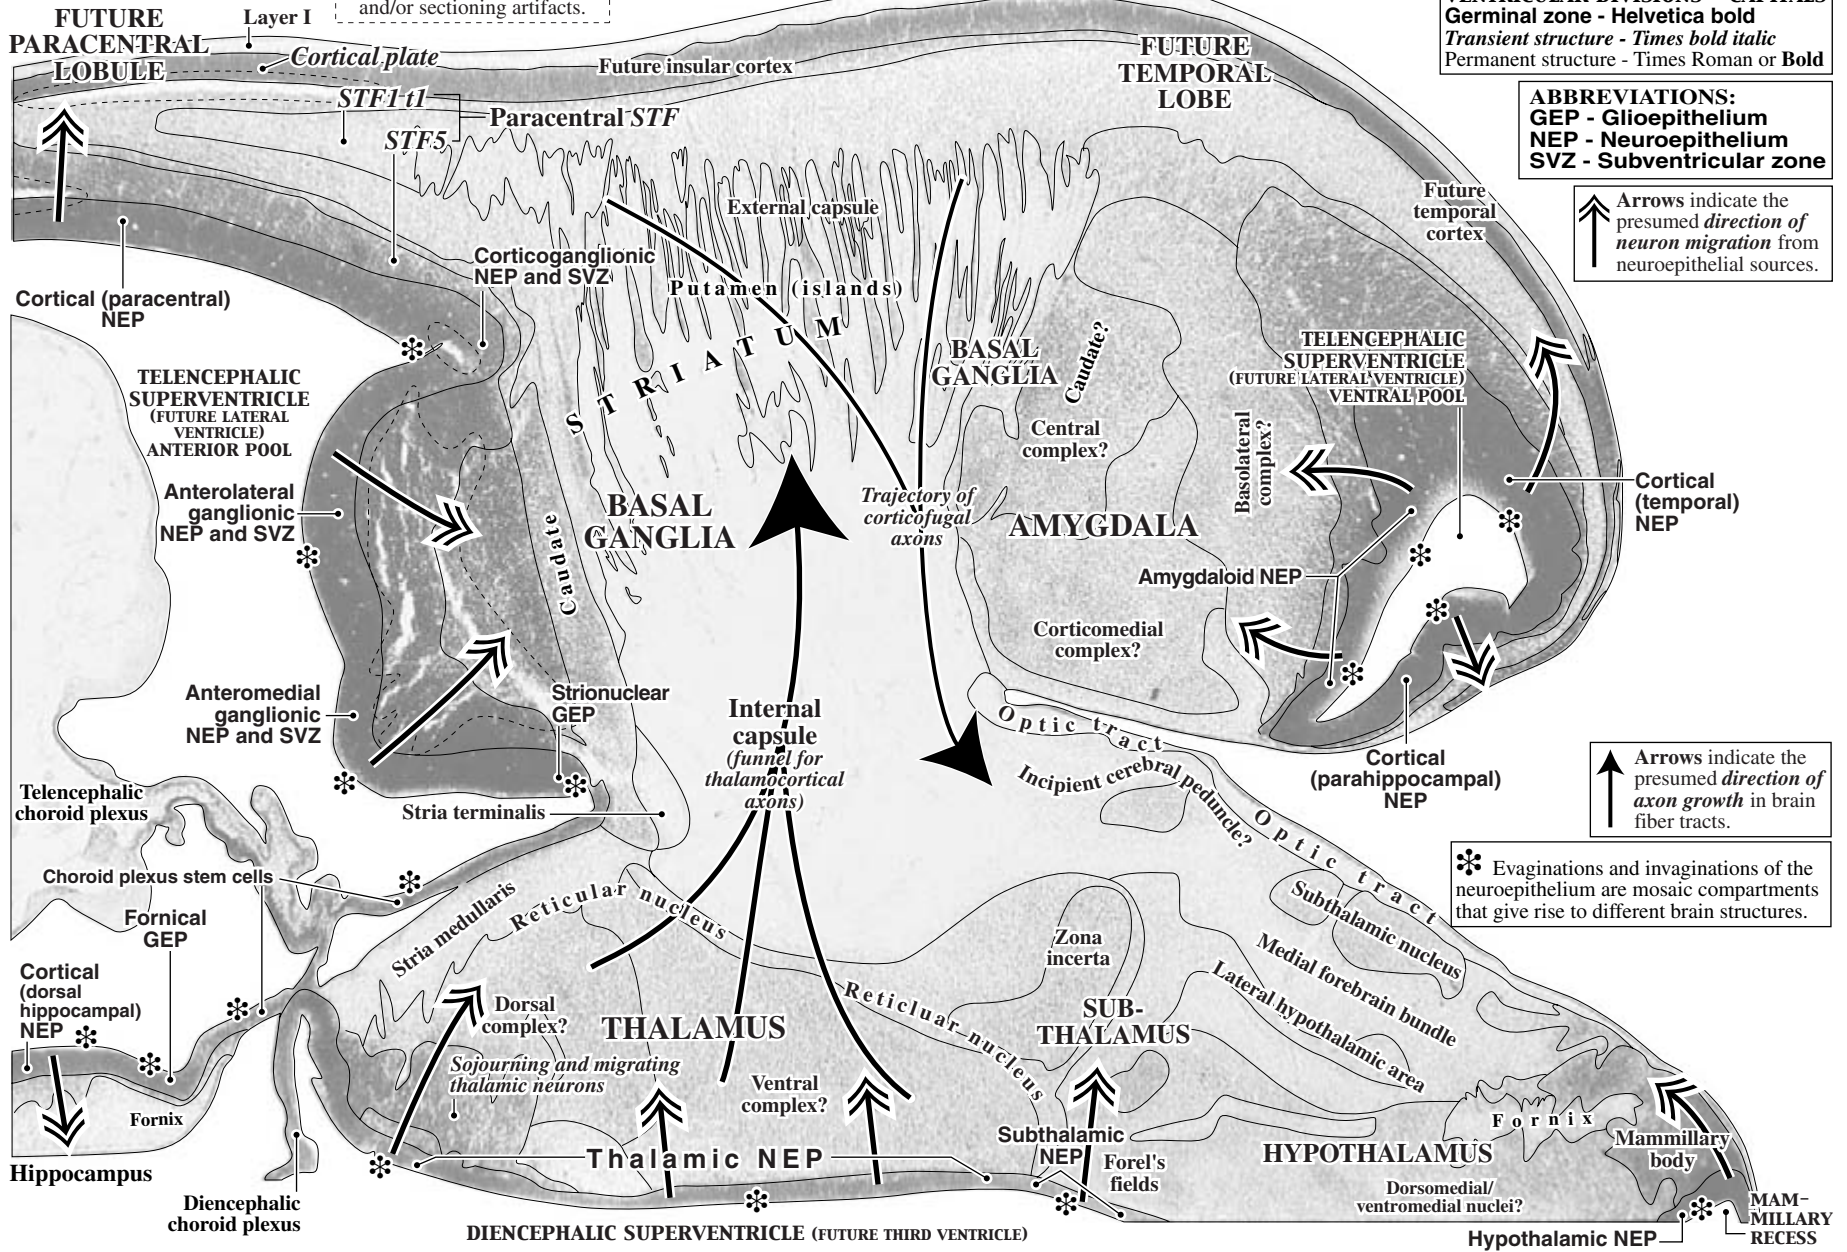 and/or sectioning artifacts.
VENTRICULAR DIVISIONS - CAPITALS
Germinal zone - Helvetica bold
Transient structure - Times bold italic
Permanent structure - Times Roman or Bold
ABBREVIATIONS:
GEP - Glioepithelium
NEP - Neuroepithelium
SVZ - Subventricular zone
Arrows indicate the
presumed direction of
neuron migration from
neuroepithelial sources.
FUTURE
PARACENTRAL
LOBULE
Layer I
Cortical plate
Future insular cortex
FUTURE
TEMPORAL
LOBE
STF1 t1
Paracentral STF
STF5
External capsule
Future
temporal
cortex
Corticoganglionic
NEP and SVZ
Putamen (islands)
Cortical (paracentral)
NEP
STRIATUM
BASAL
GANGLIA
Caudate?
TELENCEPHALIC
SUPERVENTRICLE
(FUTURE LATERAL VENTRICLE)
VENTRAL POOL
TELENCEPHALIC
SUPERVENTRICLE
(FUTURE LATERAL
VENTRICLE)
ANTERIOR POOL
Central
complex?
Basolateral
complex?
Anterolateral
ganglionic
NEP and SVZ
BASAL
GANGLIA
Trajectory of
corticofugal
axons
AMYGDALA
Cortical
(temporal)
NEP
Caudate
Amygdaloid NEP
Corticomedial
complex?
Anteromedial
ganglionic
NEP and SVZ
Strionuclear
GEP
Internal
capsule
(funnel for
thalamocortical
axons)
Optic tract
Incipient cerebral peduncle?
Cortical
(parahippocampal)
NEP
Arrows indicate the
presumed direction of
axon growth in brain
fiber tracts.
Telencephalic
choroid plexus
Stria terminalis
Optic tract
Evaginations and invaginations of the
neuroepithelium are mosaic compartments
that give rise to different brain structures.
Choroid plexus stem cells
Stria medullaris
Reticular nucleus
Subthalamic nucleus
Fornical
GEP
Zona
incerta
Medial forebrain bundle
Lateral hypothalamic area
Cortical
(dorsal
hippocampal)
NEP
Dorsal
complex?
THALAMUS
Reticluar nucleus
SUB-
THALAMUS
Sojourning and migrating
thalamic neurons
Ventral
complex?
Fornix
Fornix
Subthalamic
NEP
HYPOTHALAMUS
Mammillary
body
Thalamic NEP
Forel's
fields
Hippocampus
Dorsomedial/
ventromedial nuclei?
Diencephalic
choroid plexus
DIENCEPHALIC SUPERVENTRICLE (FUTURE THIRD VENTRICLE)
Hypothalamic NEP
MAM-
MILLARY
RECESS